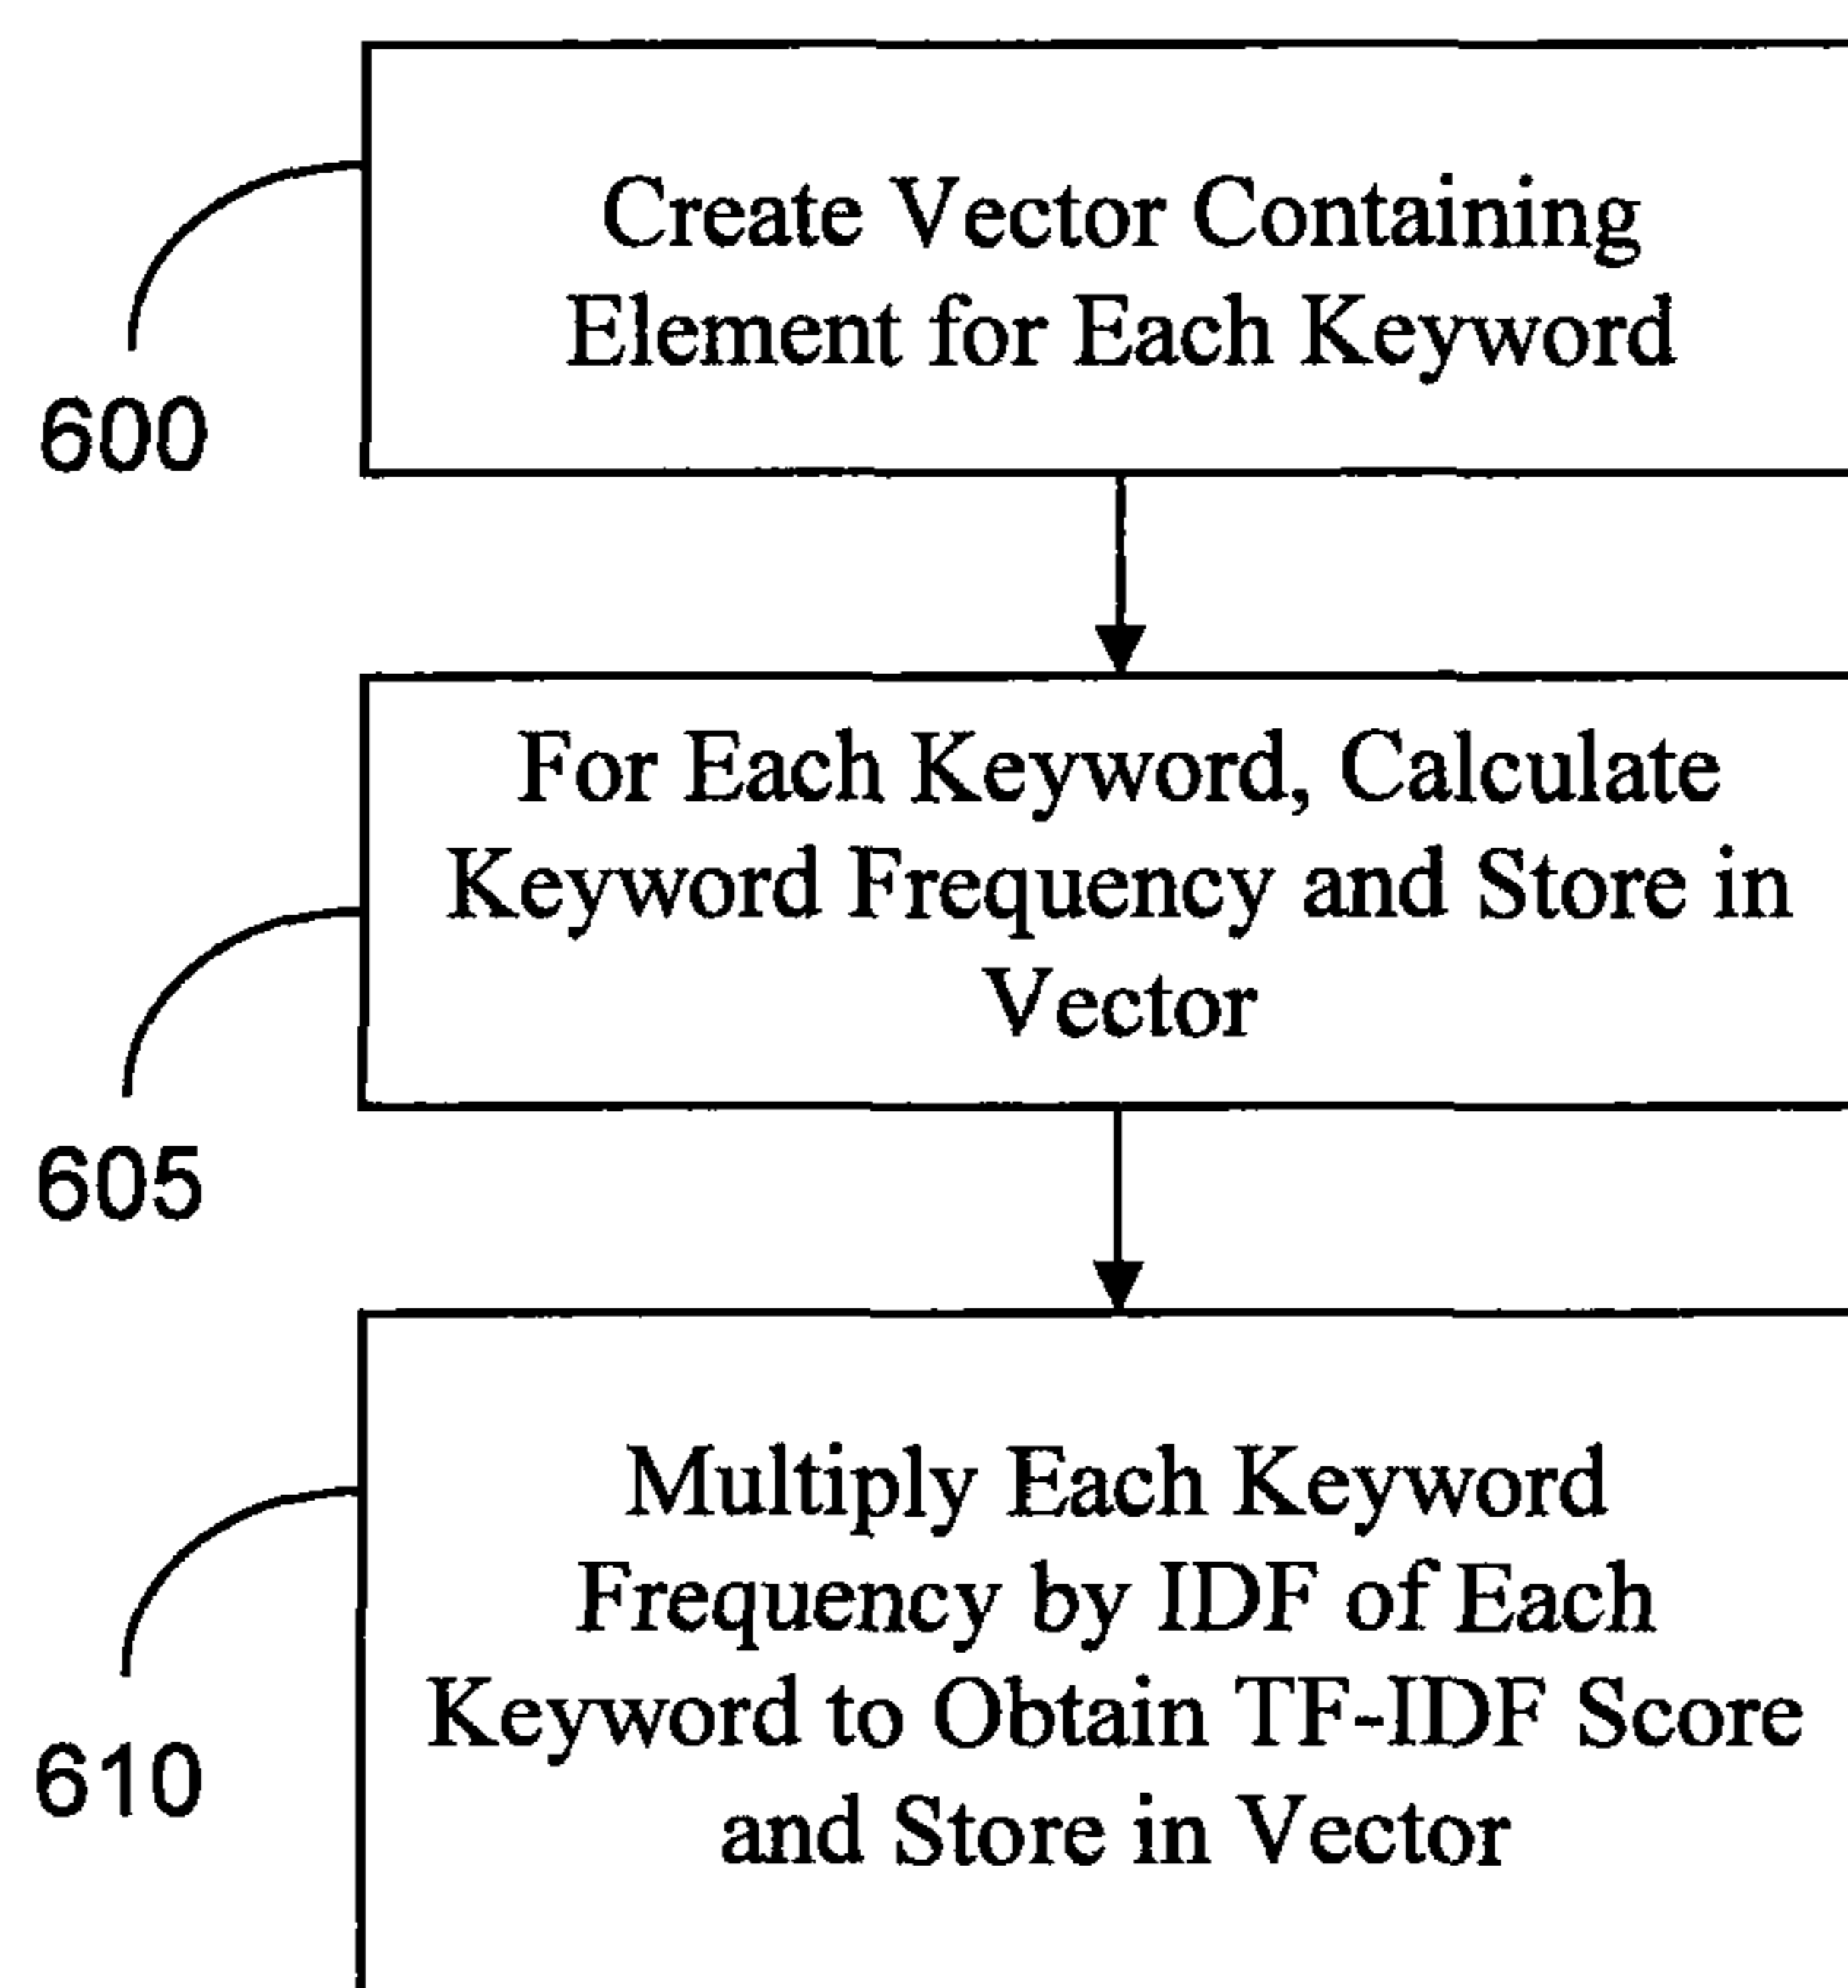 Create Vector Containing
Element for Each Keyword
600
For Each Keyword, Calculate
Keyword Frequency and Store in
Vector
605
Multiply Each Keyword
Frequency by IDF of Each
Keyword to Obtain TF-IDF Score
and Store in Vector
610